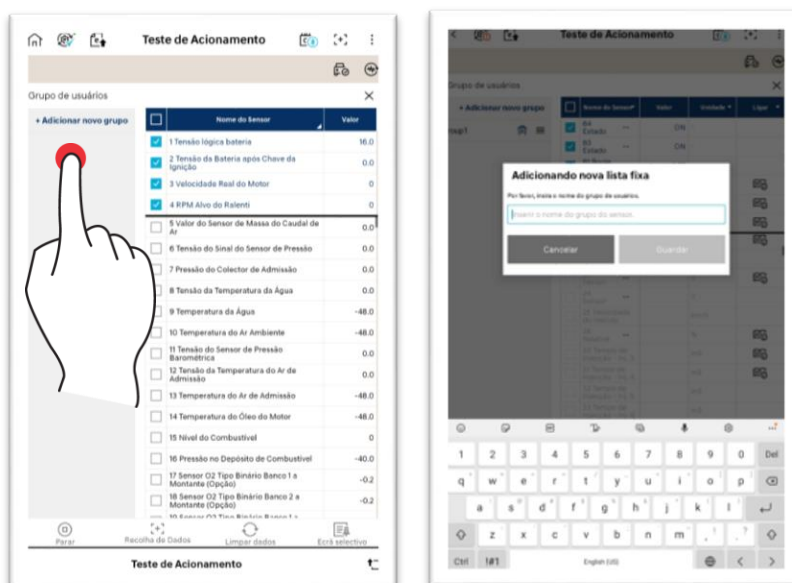 Teste de Acionamento
Grupo de usuários
+ Adicionar novo grupo
Nome do Sensor Valor
1 Tensão lógica bateria 16.0
2 Tensão da Bateria após Chave da
Ignição 0.0
3 Velocidade Real do Motor 0
4 RPM Alvo do Ralenti 0
5 Valor do Sensor de Massa do Caudal de
Ar 0.0
6 Tensão do Sinal do Sensor de Pressão 0.0
7 Pressão do Colector de Admissão 0.0
8 Tensão da Temperatura da Água 0.0
9 Temperatura da Água -48.0
10 Temperatura do Ar Ambiente -48.0
11 Tensão do Sensor de Pressão
Barométrica 0.0
12 Tensão da Temperatura do Ar de
Admissão 0.0
13 Temperatura do Ar de Admissão -48.0
14 Temperatura do Óleo do Motor -48.0
15 Nível do Combustível 0
16 Pressão no Depósito de Combustível -40.0
17 Sensor O2 Tipo Binário Banco 1 a
Montante (Opção) -0.2
18 Sensor O2 Tipo Binário Banco 2 a
Montante (Opção) -0.2
Parar Recolha de Dados Limpar dados Ecrã selectivo
Teste de Acionamento
Teste de Acionamento
Grupo de usuários
+ Adicionar novo grupo
Nome do Sensor Valor Unidade Ligar
84
Estado ON
85
Estado ON
Adicionando nova lista fixa
Por favor, insira o nome do grupo de usuários.
Inserir o nome do grupo do sensor.
Cancelar Guardar
1 2 3 4 5 6 7 8 9 0 Del
q w e r t y u i o p
a s d f g h j k l
z x c v b n m , . ?
Ctrl !#1 English (US) < >